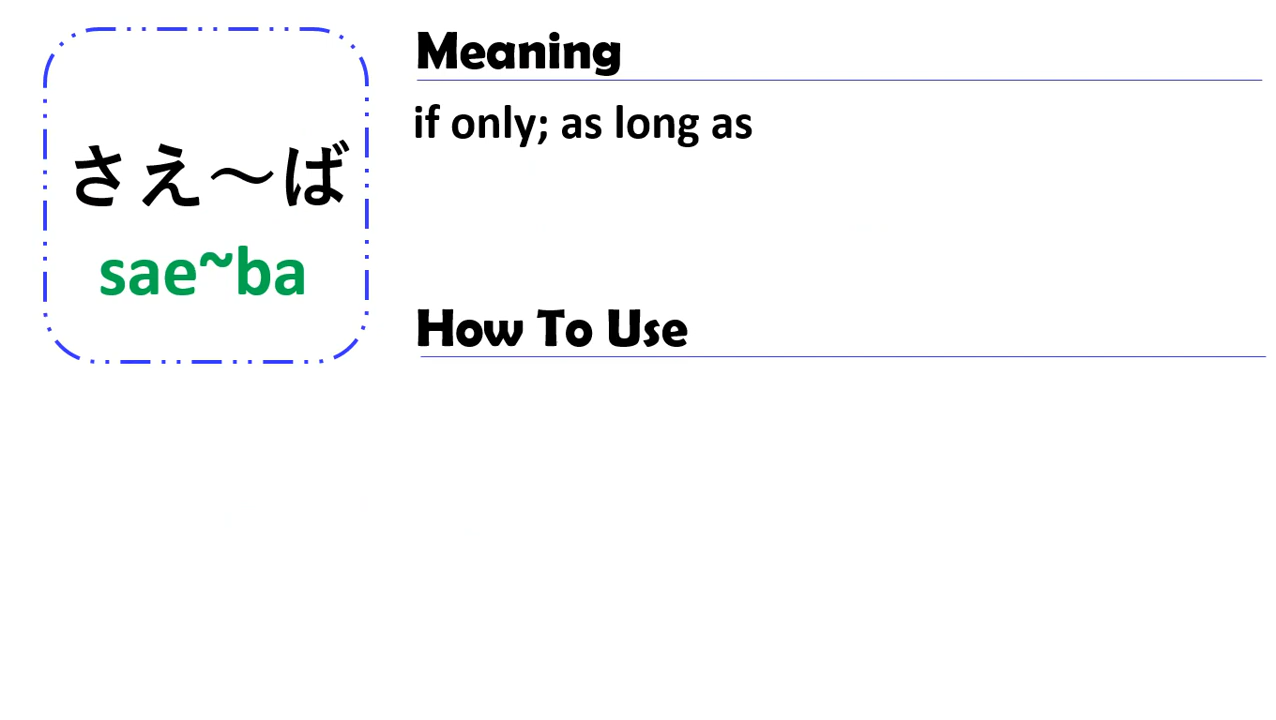 さえ～ば
sae~ba
Meaning
if only; as long as
How To Use